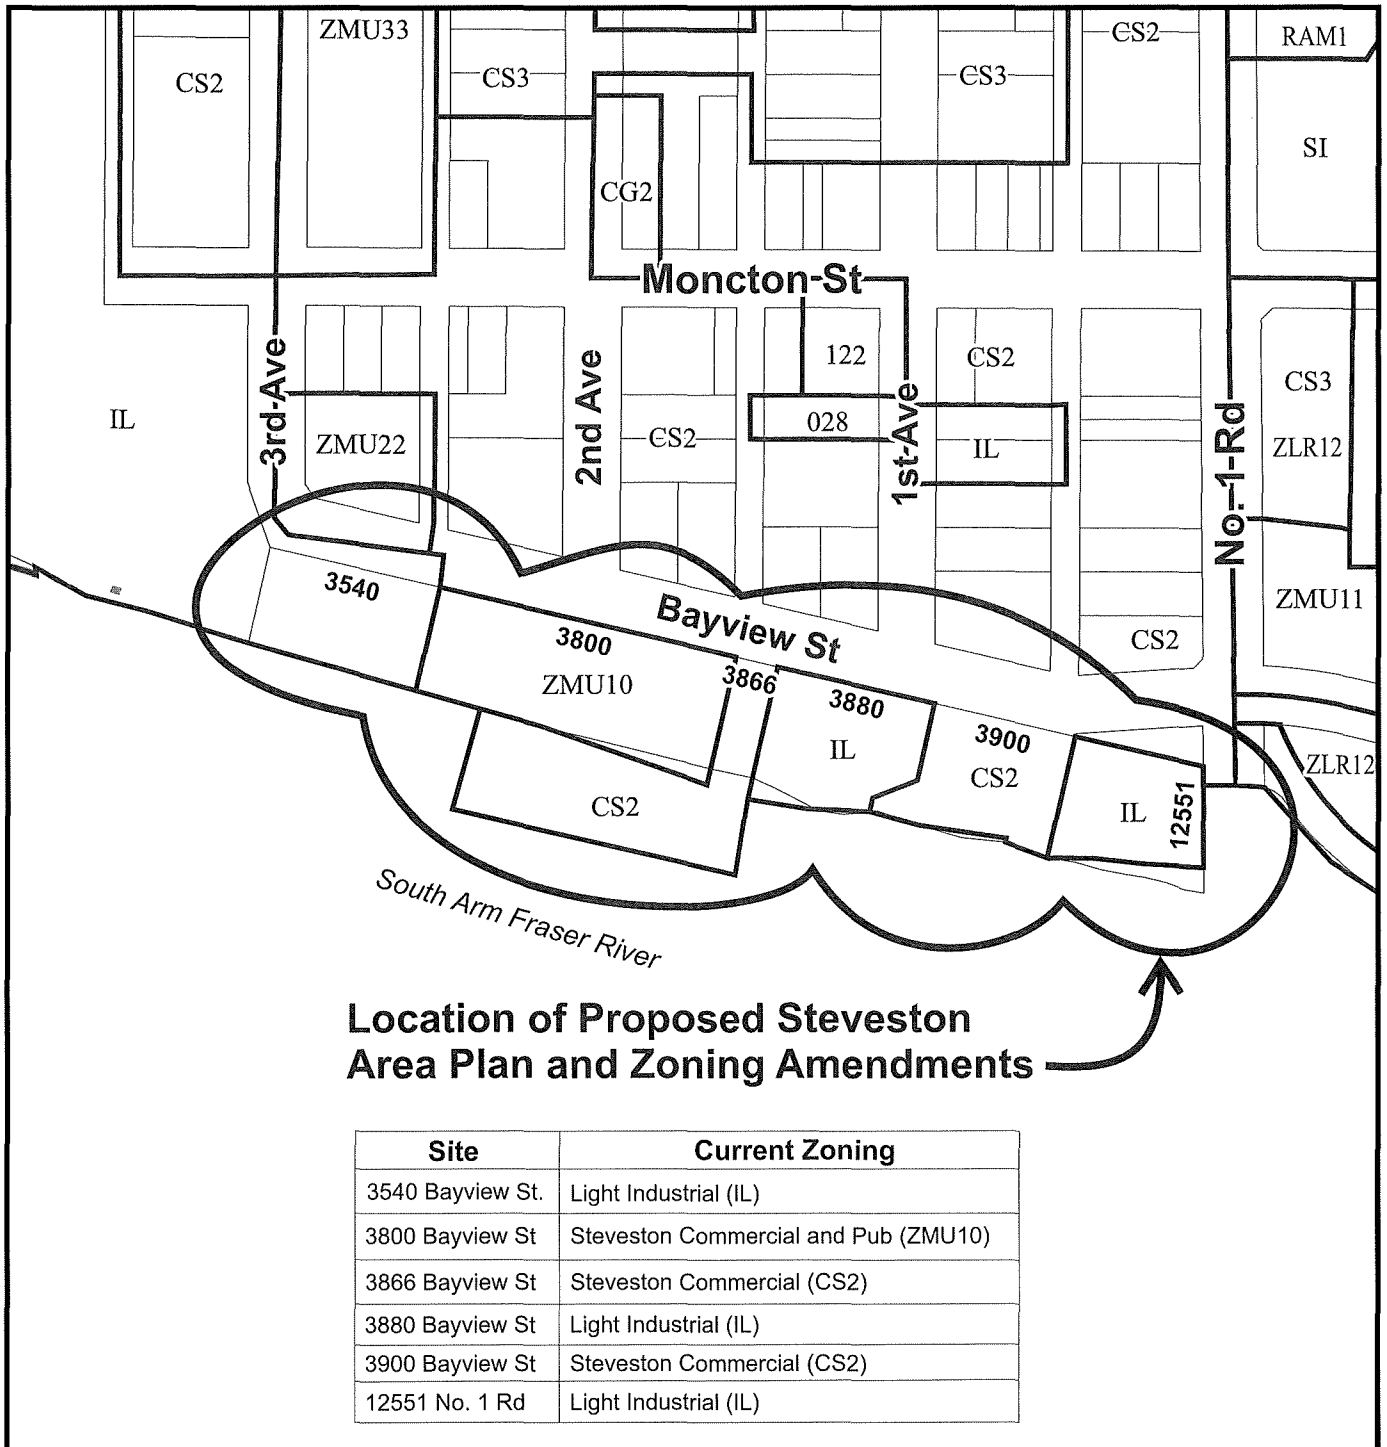 ZMU33
CS2
RAM1
CS2
CS3
CS3
SI
CG2
Moncton St
3rd Ave
2nd Ave
1st Ave
No. 1 Rd
122
CS2
CS3
IL
028
ZMU22
CS2
IL
ZLR12
3540
3800
Bayview St
ZMU11
CS2
ZMU10
3866
3880
IL
3900
CS2
ZLR12
CS2
IL
12551
South Arm Fraser River
Location of Proposed Steveston
Area Plan and Zoning Amendments
Site Current Zoning
3540 Bayview St. Light Industrial (IL)
3800 Bayview St Steveston Commercial and Pub (ZMU10)
3866 Bayview St Steveston Commercial (CS2)
3880 Bayview St Light Industrial (IL)
3900 Bayview St Steveston Commercial (CS2)
12551 No. 1 Rd Light Industrial (IL)